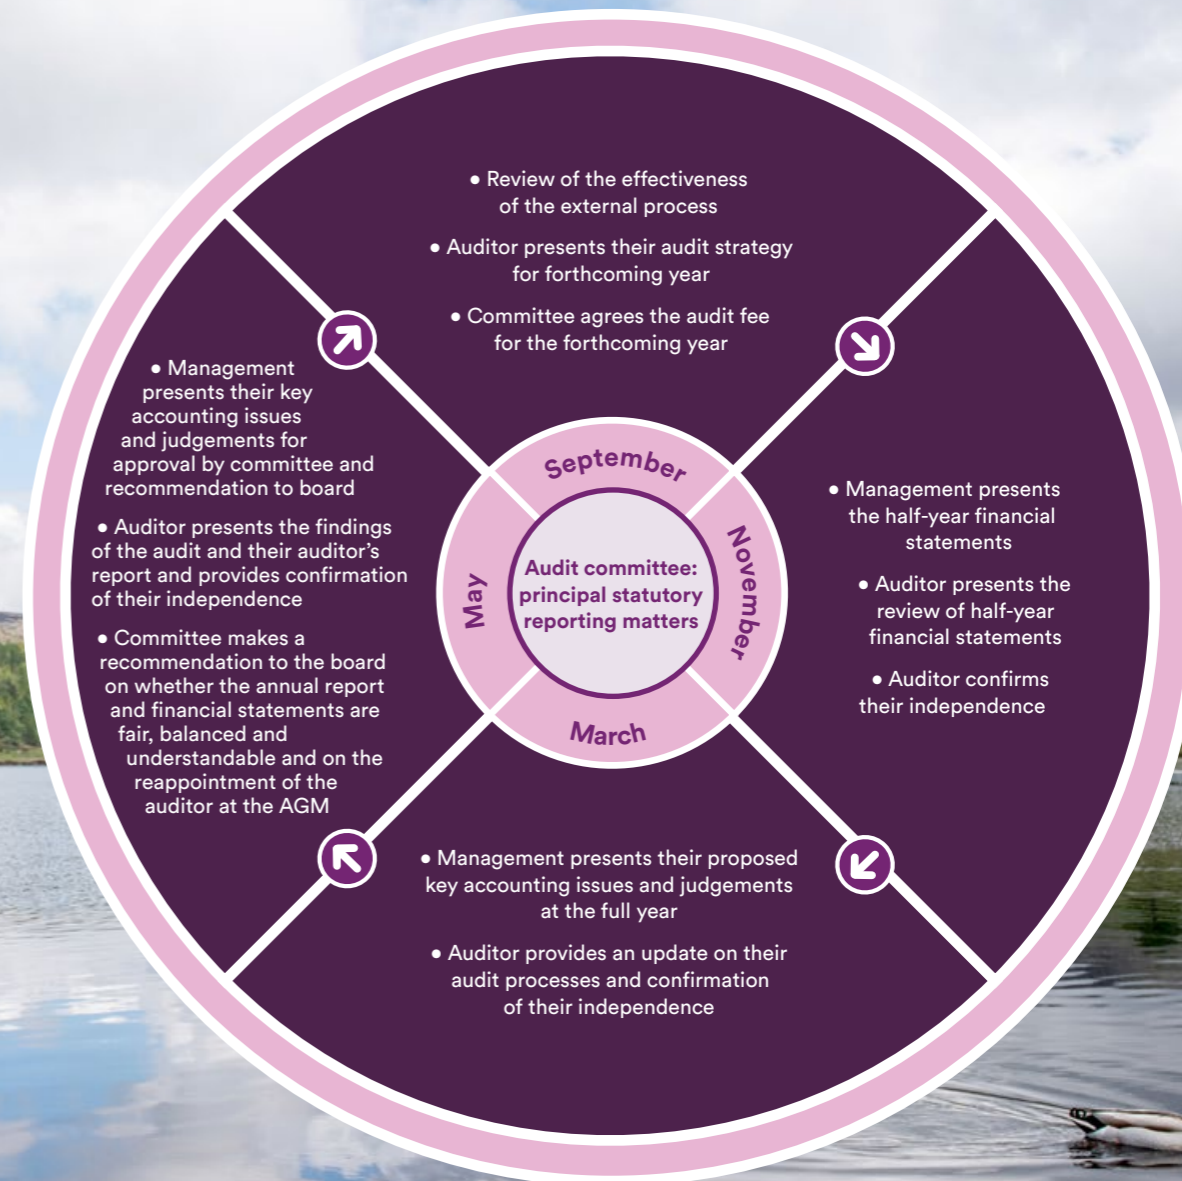 • Review of the effectiveness
of the external process
• Auditor presents their audit strategy
for forthcoming year
• Committee agrees the audit fee
for the forthcoming year
• Management
presents their key
accounting issues
and judgements for
approval by committee and
recommendation to board
• Auditor presents the findings
of the audit and their auditor's
report and provides confirmation
of their independence
• Committee makes a
recommendation to the board
on whether the annual report
and financial statements are
fair, balanced and
understandable and on the
reappointment of the
auditor at the AGM
September
November
March
May
Audit committee:
principal statutory
reporting matters
• Management presents
the half-year financial
statements
• Auditor presents the
review of half-year
financial statements
• Auditor confirms
their independence
• Management presents their proposed
key accounting issues and judgements
at the full year
• Auditor provides an update on their
audit processes and confirmation
of their independence